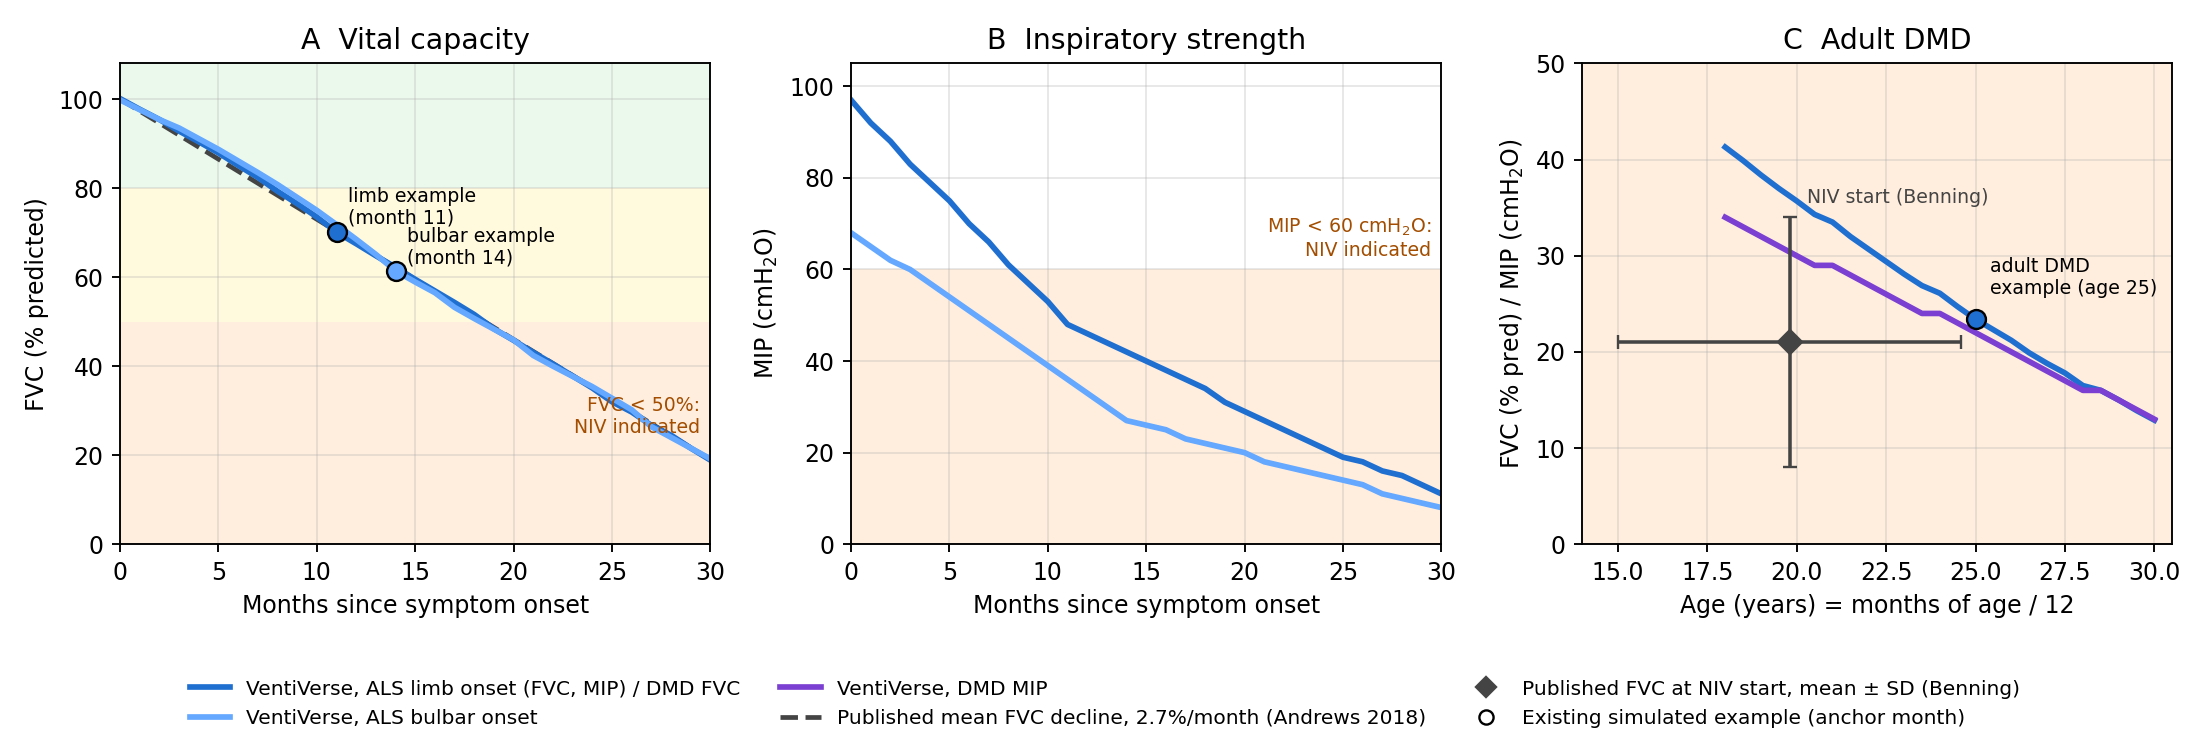 A  Vital capacity
FVC (% predicted)
100
80
60
40
20
0
limb example
(month 11)
bulbar example
(month 14)
FVC < 50%:
NIV indicated
0 5 10 15 20 25 30
Months since symptom onset
B  Inspiratory strength
MIP (cmH₂O)
100
80
60
40
20
0
MIP < 60 cmH₂O:
NIV indicated
0 5 10 15 20 25 30
Months since symptom onset
C  Adult DMD
FVC (% pred) / MIP (cmH₂O)
50
40
30
20
10
0
NIV start (Benning)
adult DMD
example (age 25)
15.0 17.5 20.0 22.5 25.0 27.5 30.0
Age (years) = months of age / 12
VentiVerse, ALS limb onset (FVC, MIP) / DMD FVC
VentiVerse, ALS bulbar onset
VentiVerse, DMD MIP
Published mean FVC decline, 2.7%/month (Andrews 2018)
Published FVC at NIV start, mean ± SD (Benning)
Existing simulated example (anchor month)